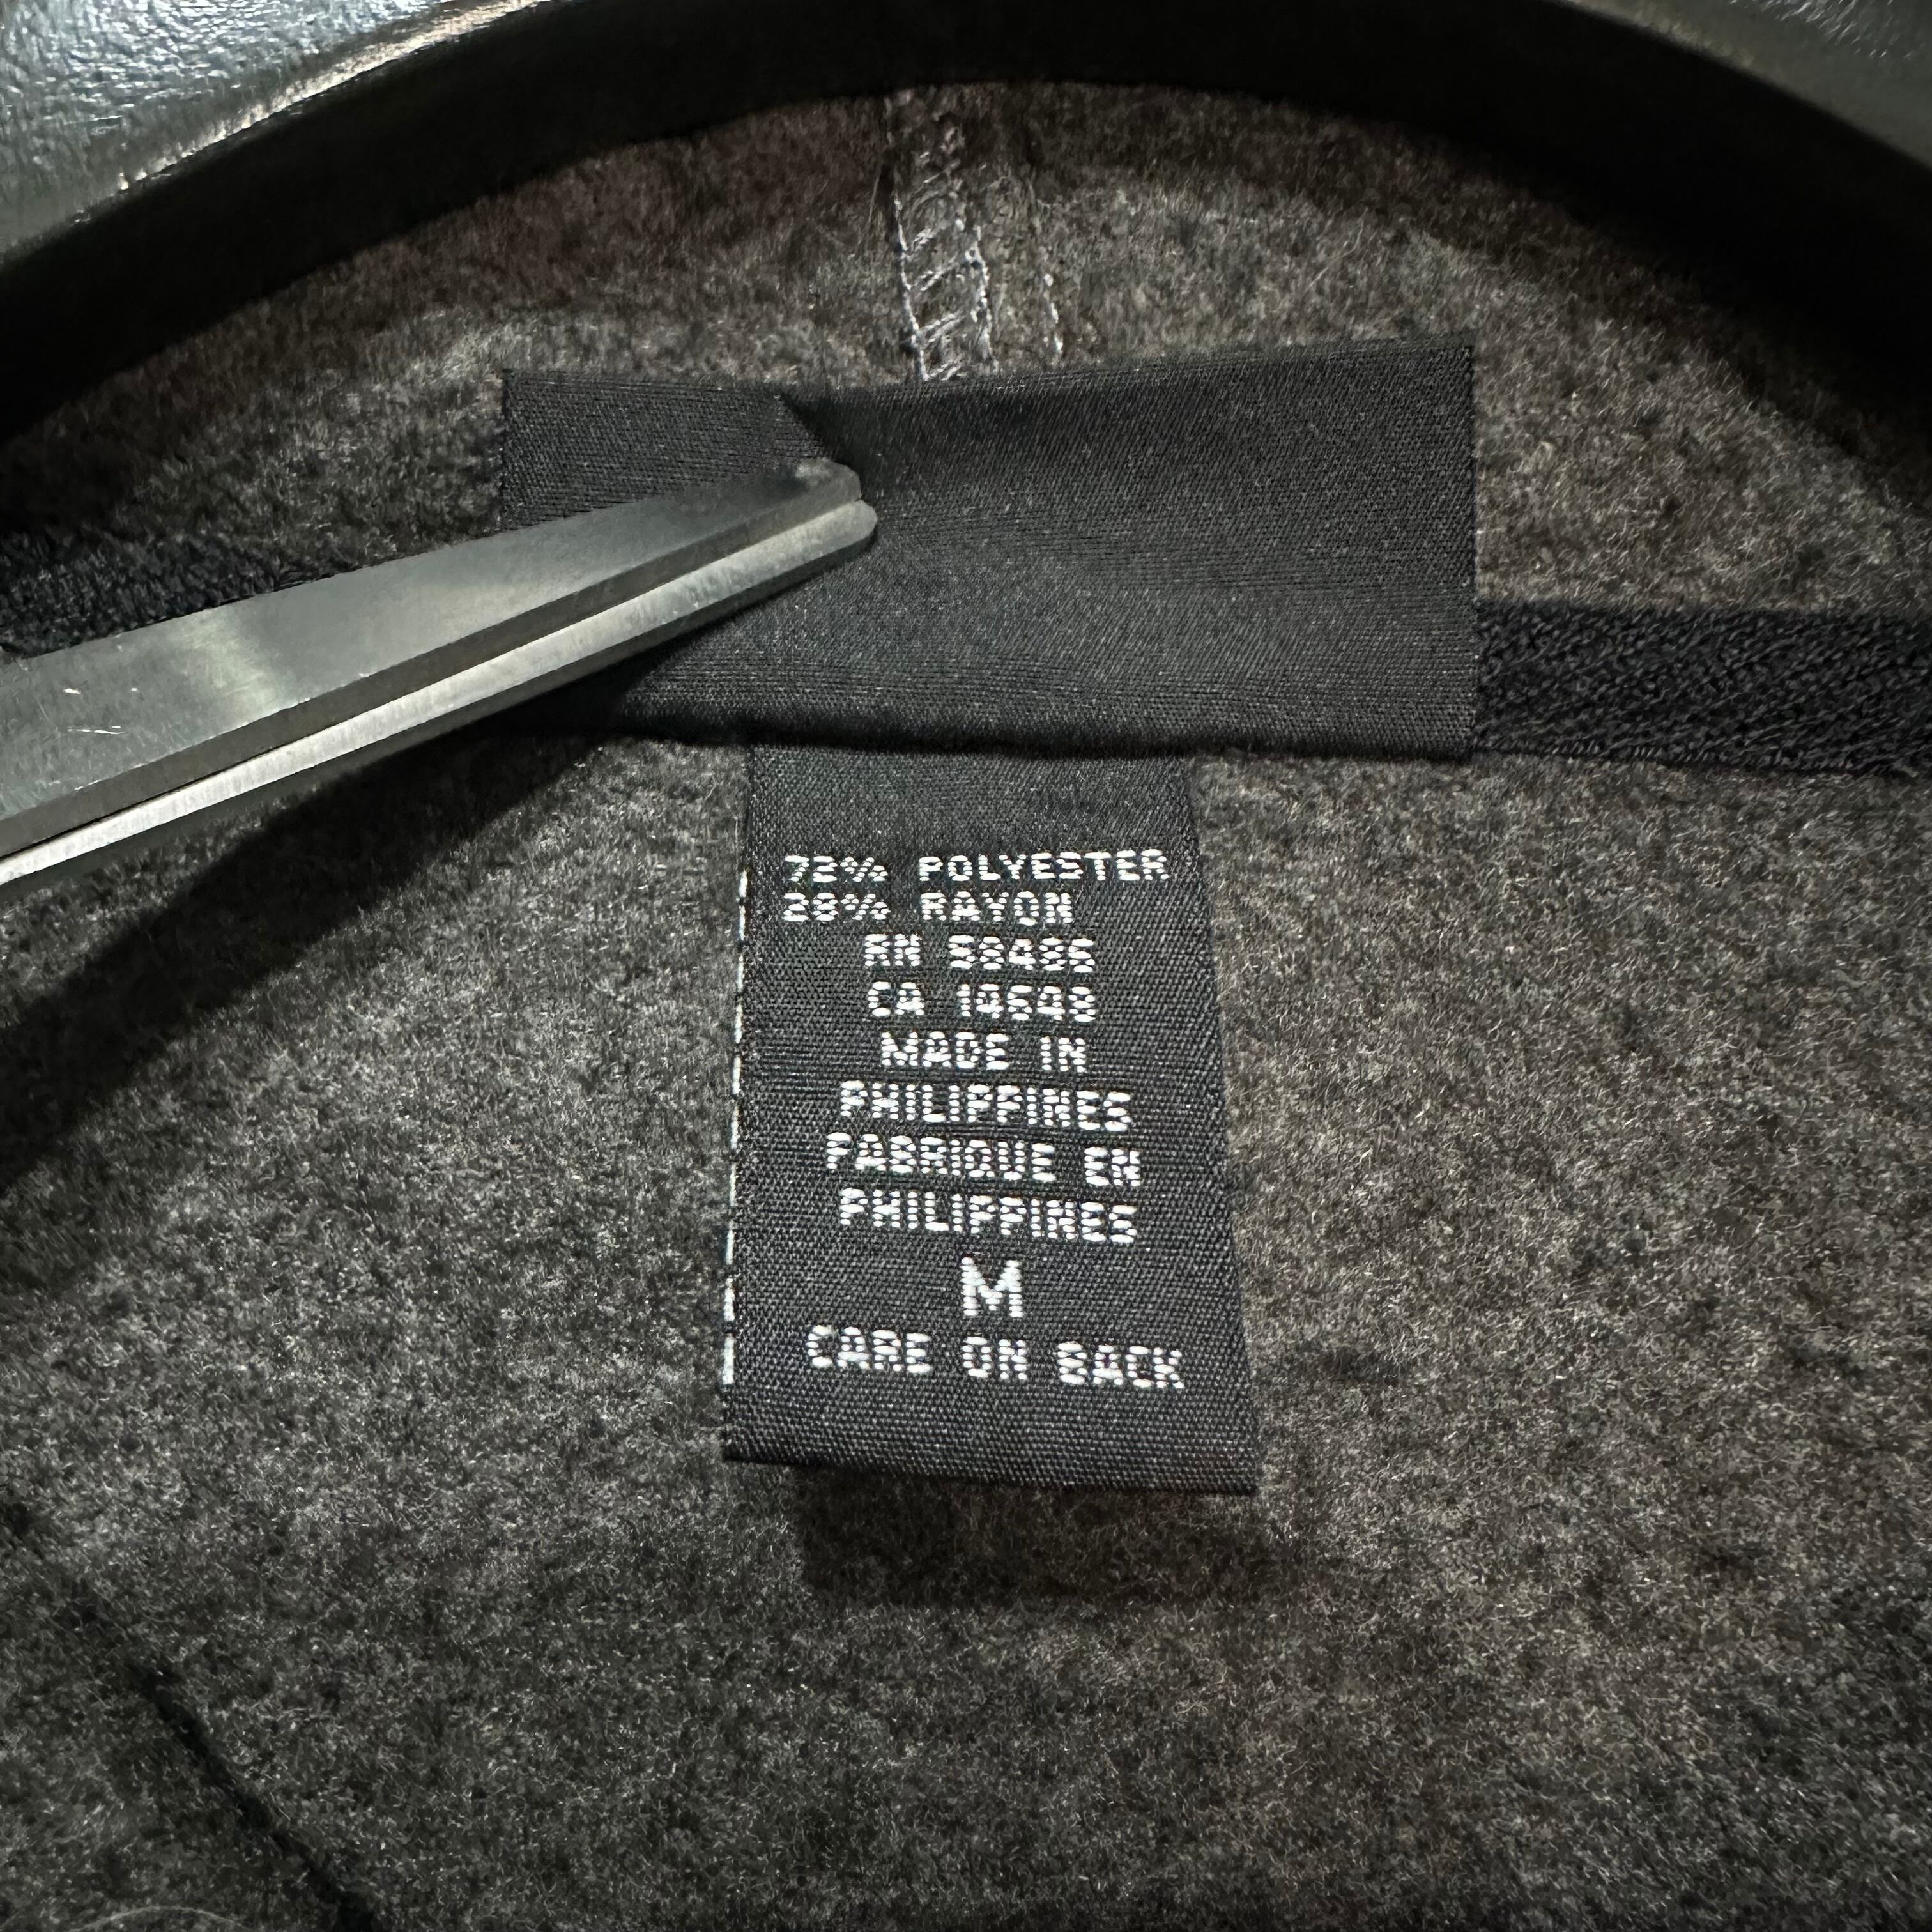 72% POLYESTER
28% RAYON
RN 58486
CA 14648
MADE IN
PHILIPPINES
FABRIQUE EN
PHILIPPINES
M
CARE ON BACK